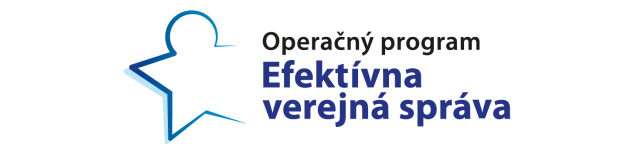 Operačný program
Efektívna
verejná správa